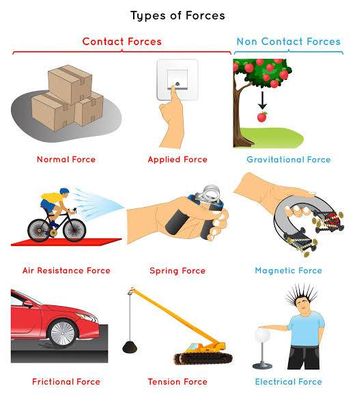 Types of Forces
Contact Forces
Non Contact Forces
Normal Force
Applied Force
Gravitational Force
Air Resistance Force
Spring Force
Magnetic Force
Frictional Force
Tension Force
Electrical Force